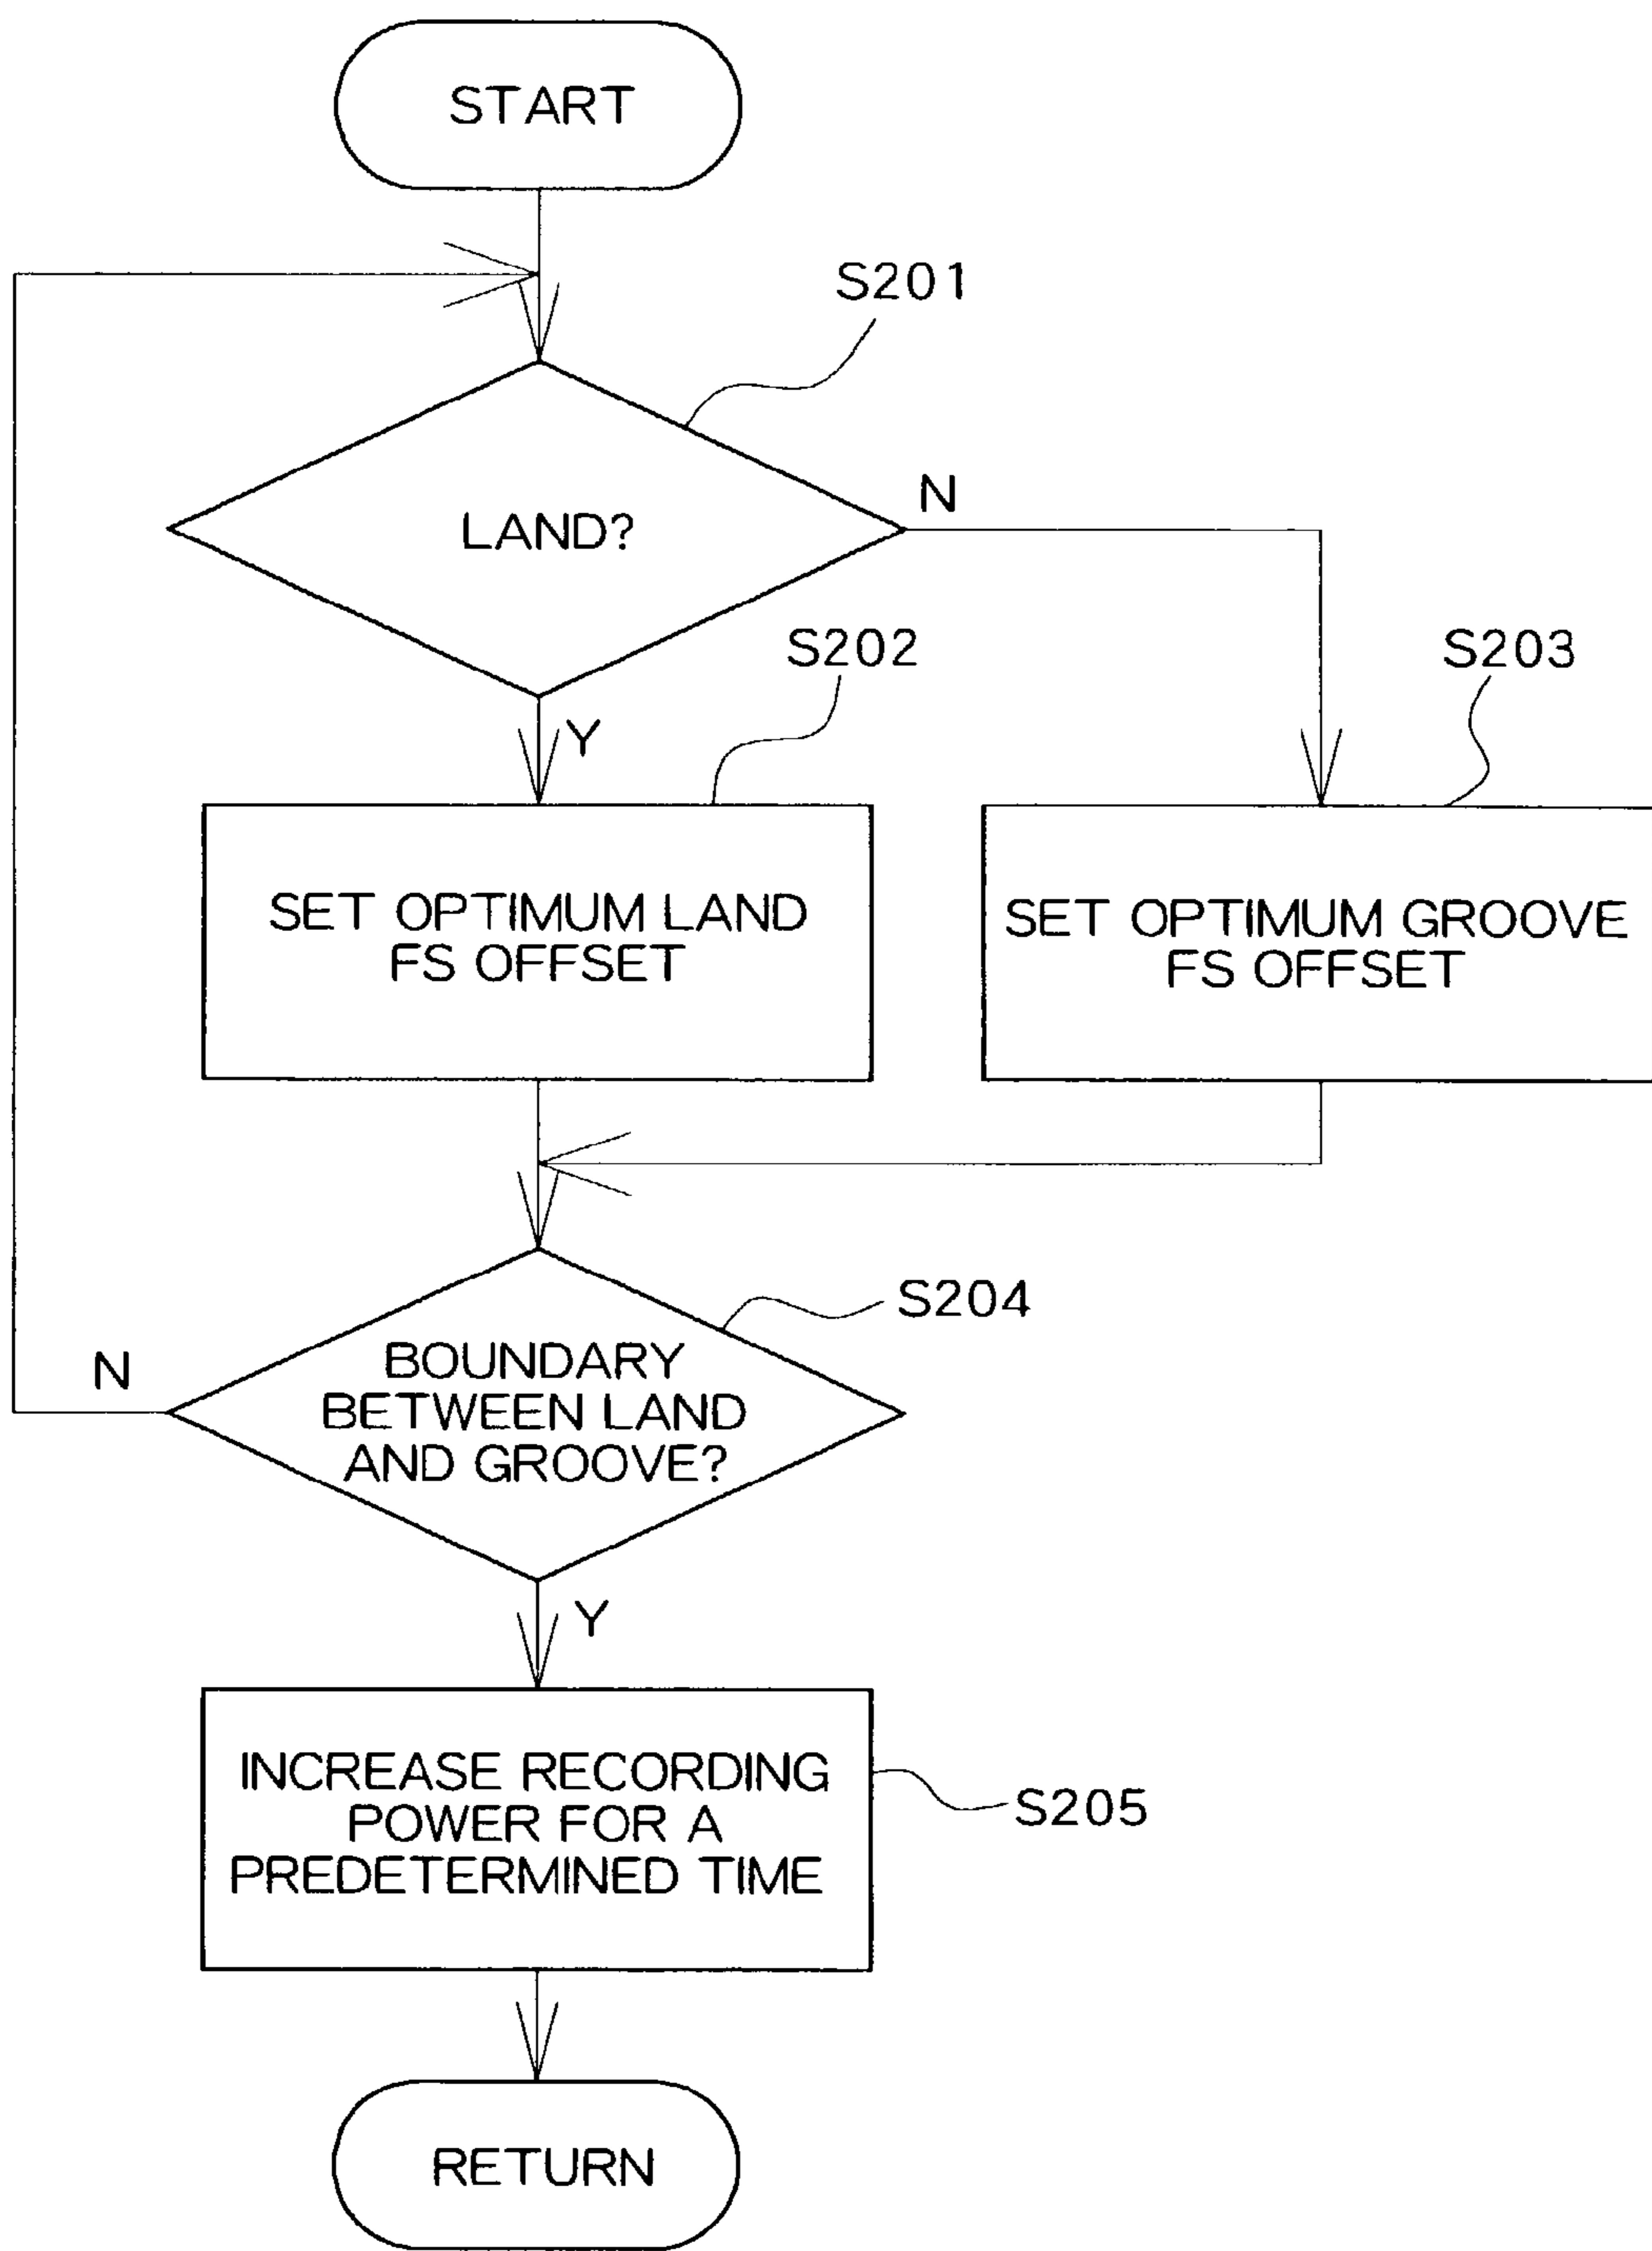 START
S201
LAND?
N
Y
S202
S203
SET OPTIMUM LAND
FS OFFSET
SET OPTIMUM GROOVE
FS OFFSET
S204
BOUNDARY
BETWEEN LAND
AND GROOVE?
N
Y
INCREASE RECORDING
POWER FOR A
PREDETERMINED TIME
S205
RETURN